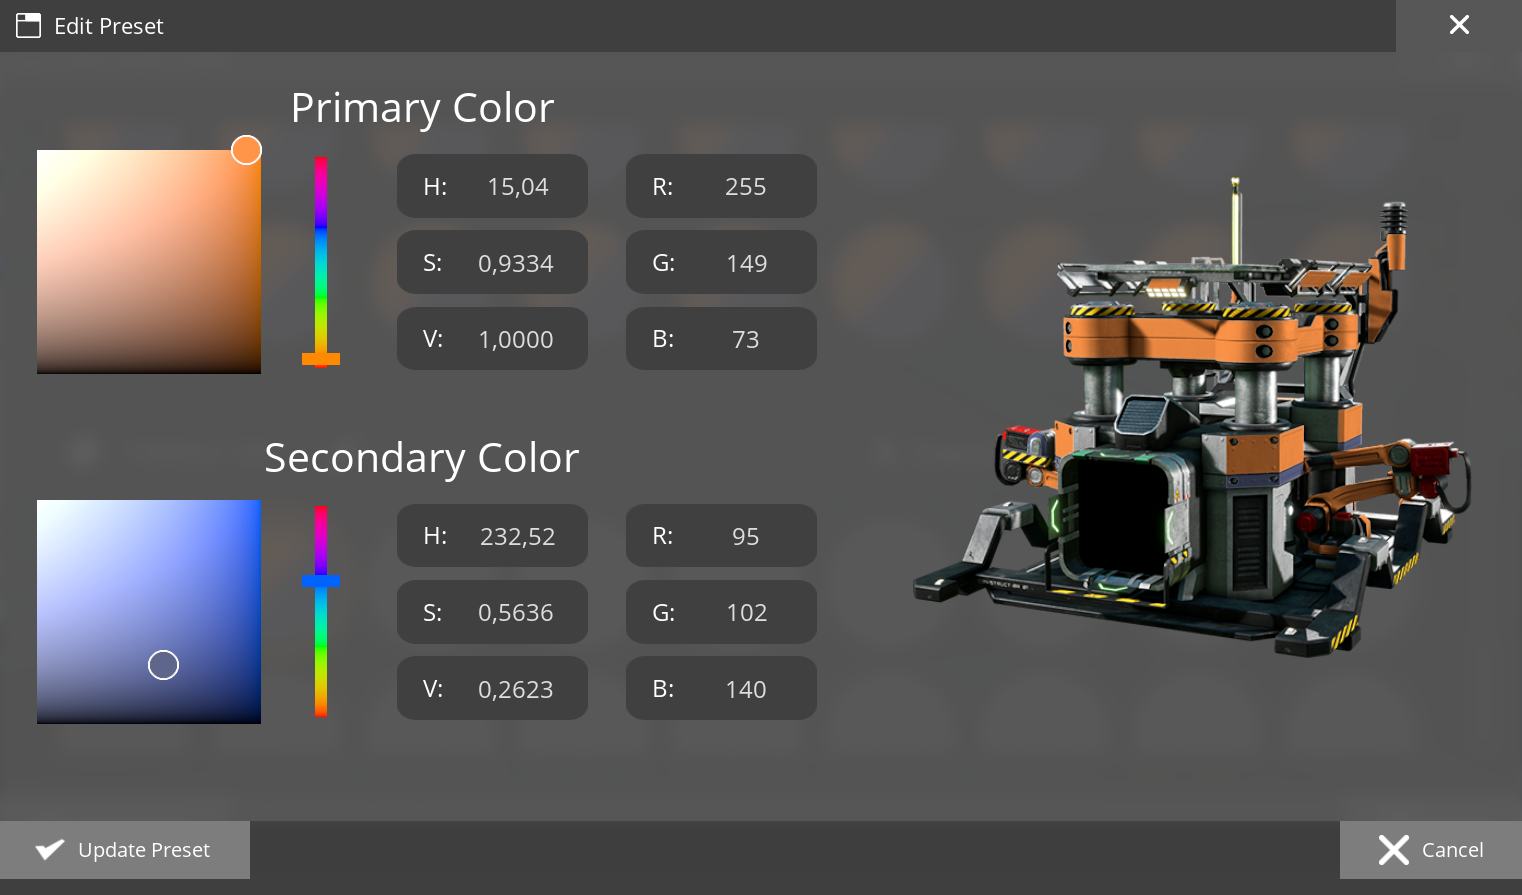 Edit Preset
Primary Color
H: 15,04
R: 255
S: 0,9334
G: 149
V: 1,0000
B: 73
Secondary Color
H: 232,52
R: 95
S: 0,5636
G: 102
V: 0,2623
B: 140
Update Preset
Cancel